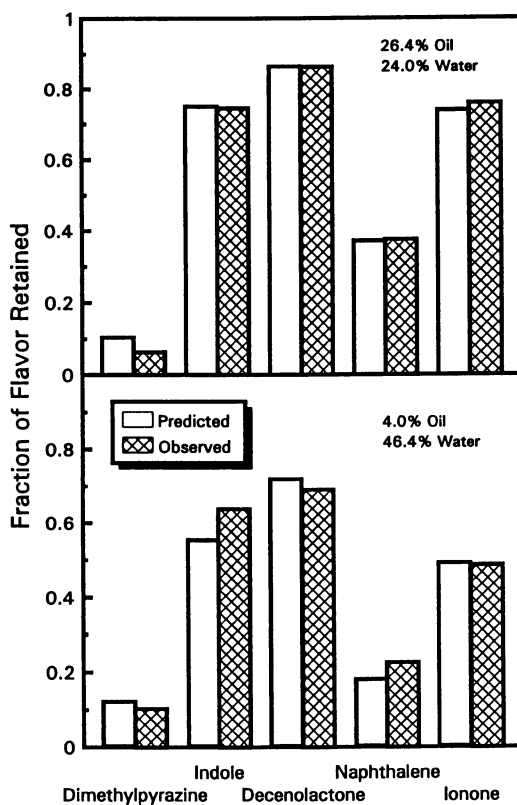 Fraction of Flavor Retained
1
0.8
0.6
0.4
0.2
0
26.4% Oil
24.0% Water
0.8
0.6
0.4
0.2
0
Predicted
Observed
4.0% Oil
46.4% Water
Indole
Naphthalene
Dimethylpyrazine
Decenolactone
Ionone